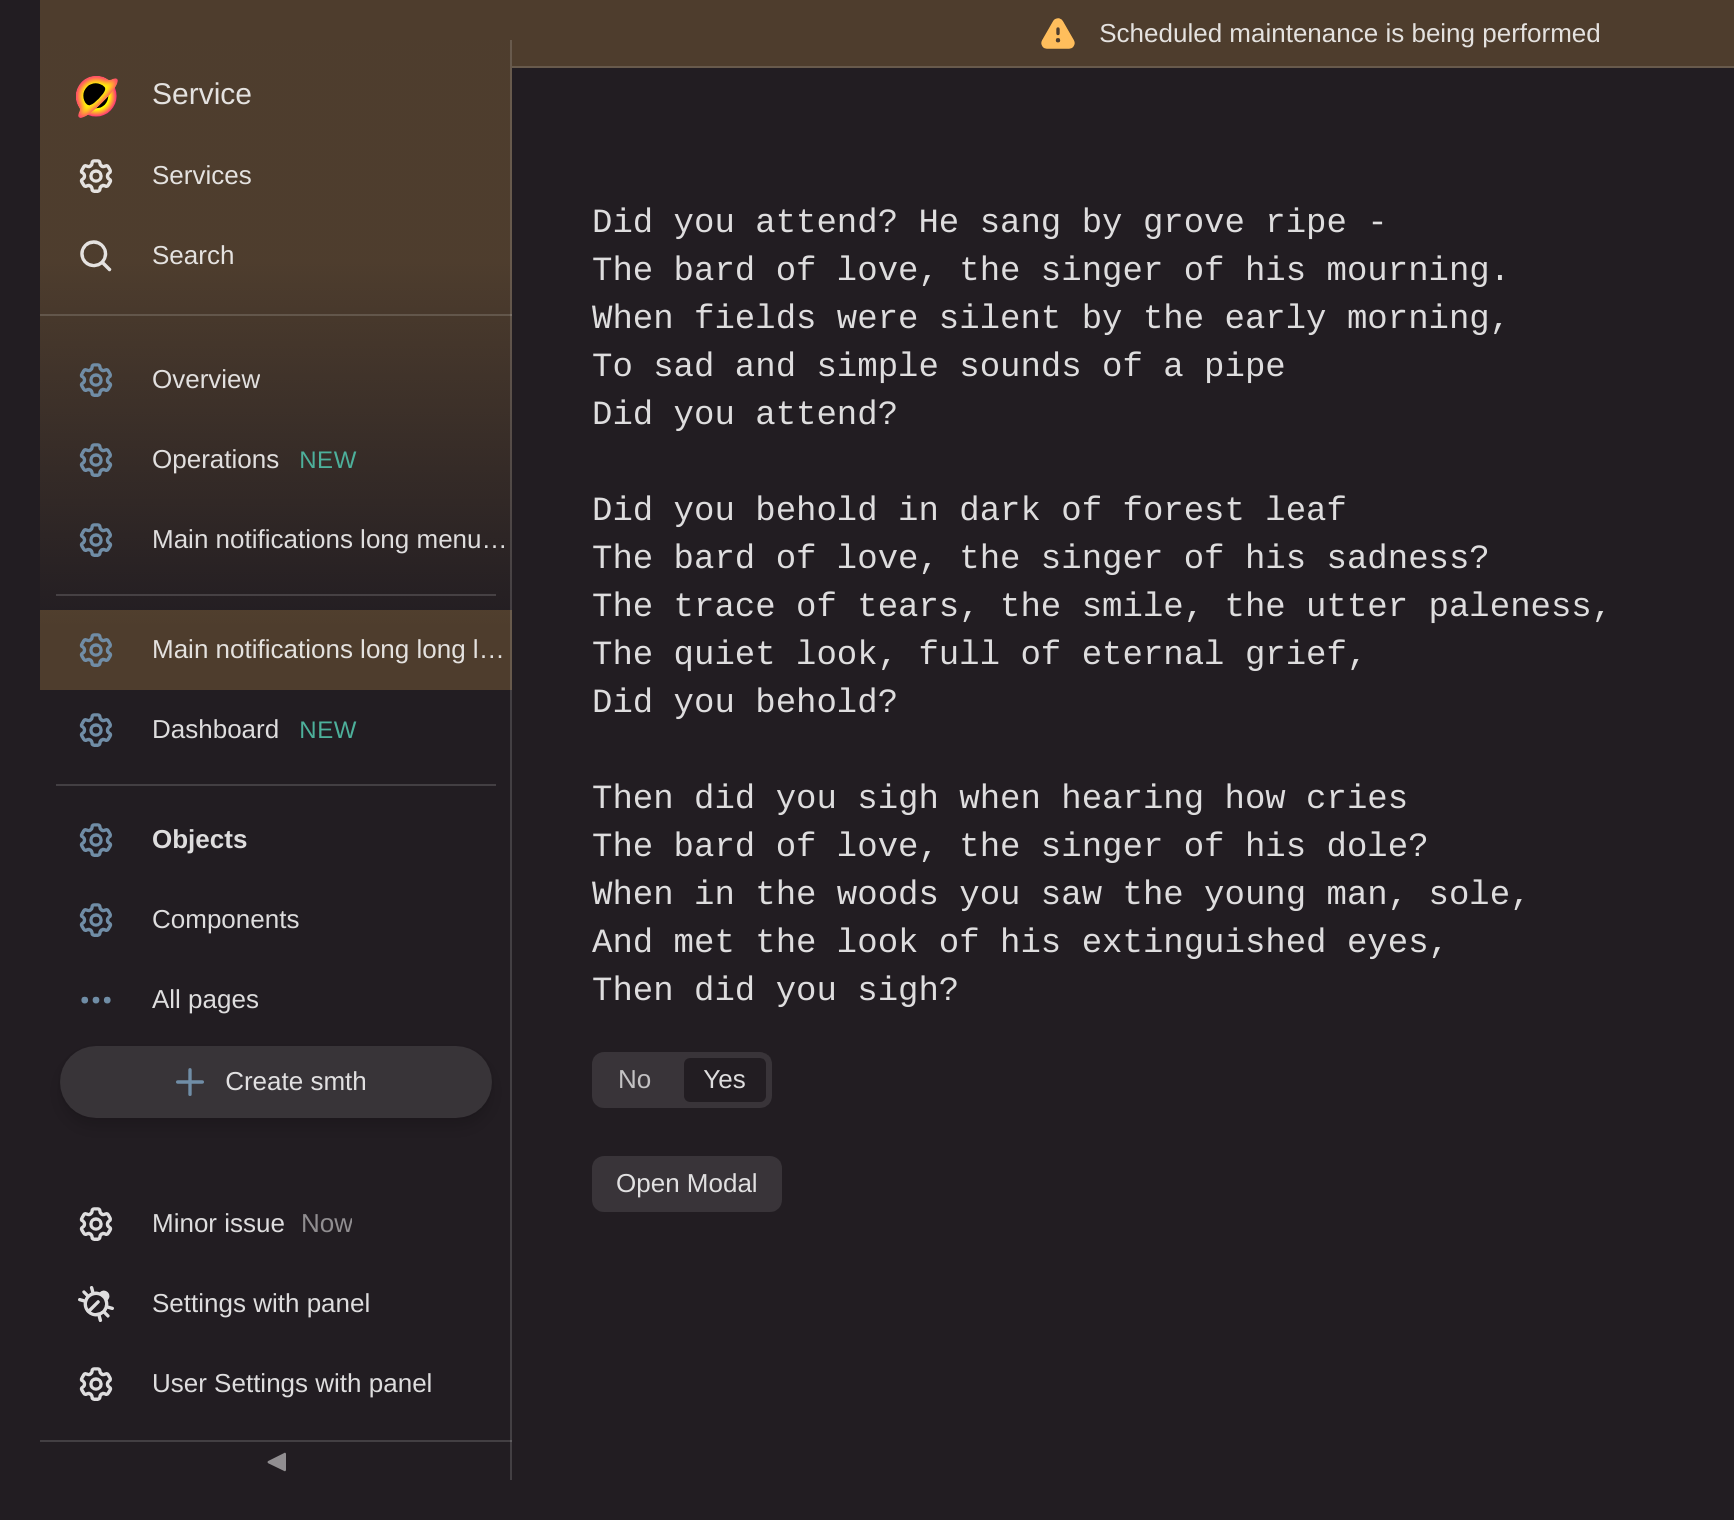 Scheduled maintenance is being performed
Service
Services
Search
Overview
Operations NEW
Main notifications long menu…
Main notifications long long l…
Dashboard NEW
Objects
Components
All pages
Create smth
Minor issue Now
Settings with panel
User Settings with panel
Did you attend? He sang by grove ripe -
The bard of love, the singer of his mourning.
When fields were silent by the early morning,
To sad and simple sounds of a pipe
Did you attend?
Did you behold in dark of forest leaf
The bard of love, the singer of his sadness?
The trace of tears, the smile, the utter paleness,
The quiet look, full of eternal grief,
Did you behold?
Then did you sigh when hearing how cries
The bard of love, the singer of his dole?
When in the woods you saw the young man, sole,
And met the look of his extinguished eyes,
Then did you sigh?
No Yes
Open Modal